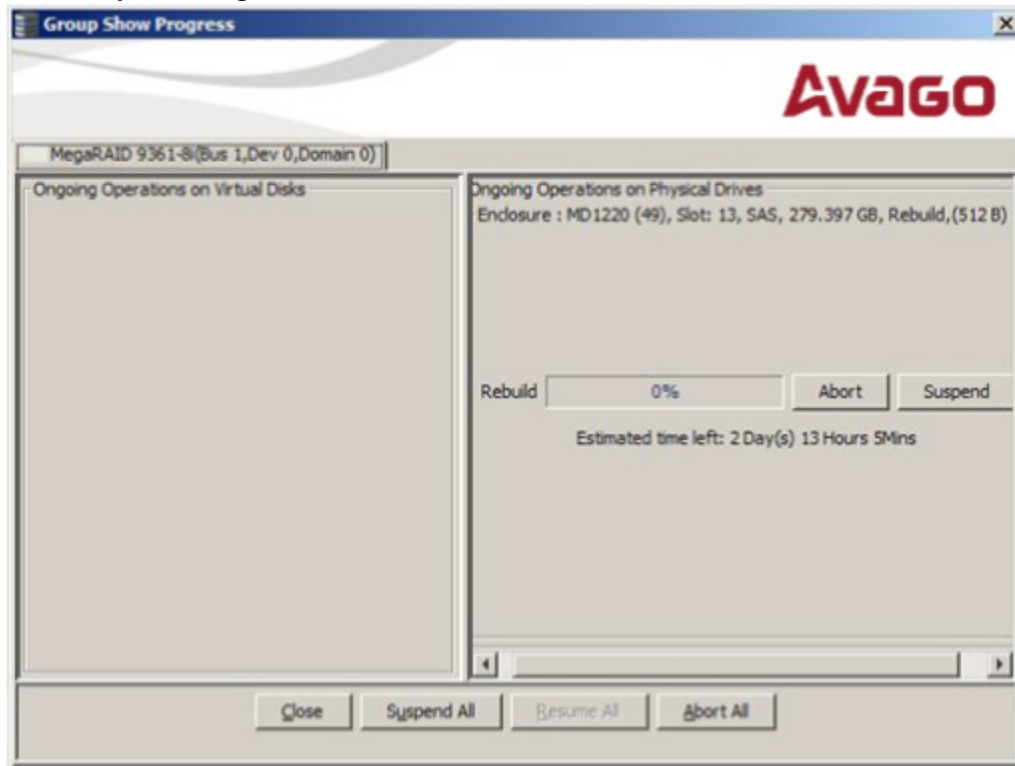 Group Show Progress
Avago
MegaRAID 9361-8i(Bus 1,Dev 0,Domain 0)
Ongoing Operations on Virtual Disks
Ongoing Operations on Physical Drives
Enclosure : MD1220 (49), Slot: 13, SAS, 279.397 GB, Rebuild,(512 B)
Rebuild 0% Abort Suspend
Estimated time left: 2 Day(s) 13 Hours 5Mins
Close Suspend All Resume All Abort All